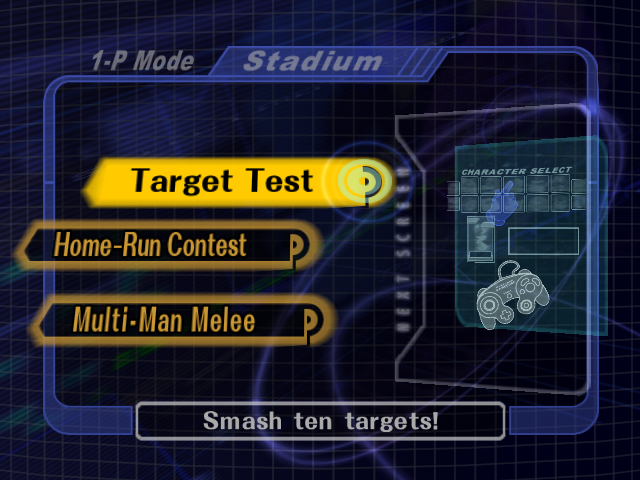 1-P Mode
Stadium
Target Test
Home-Run Contest
Multi-Man Melee
NEXT SCREEN
CHARACTER SELECT
Smash ten targets!